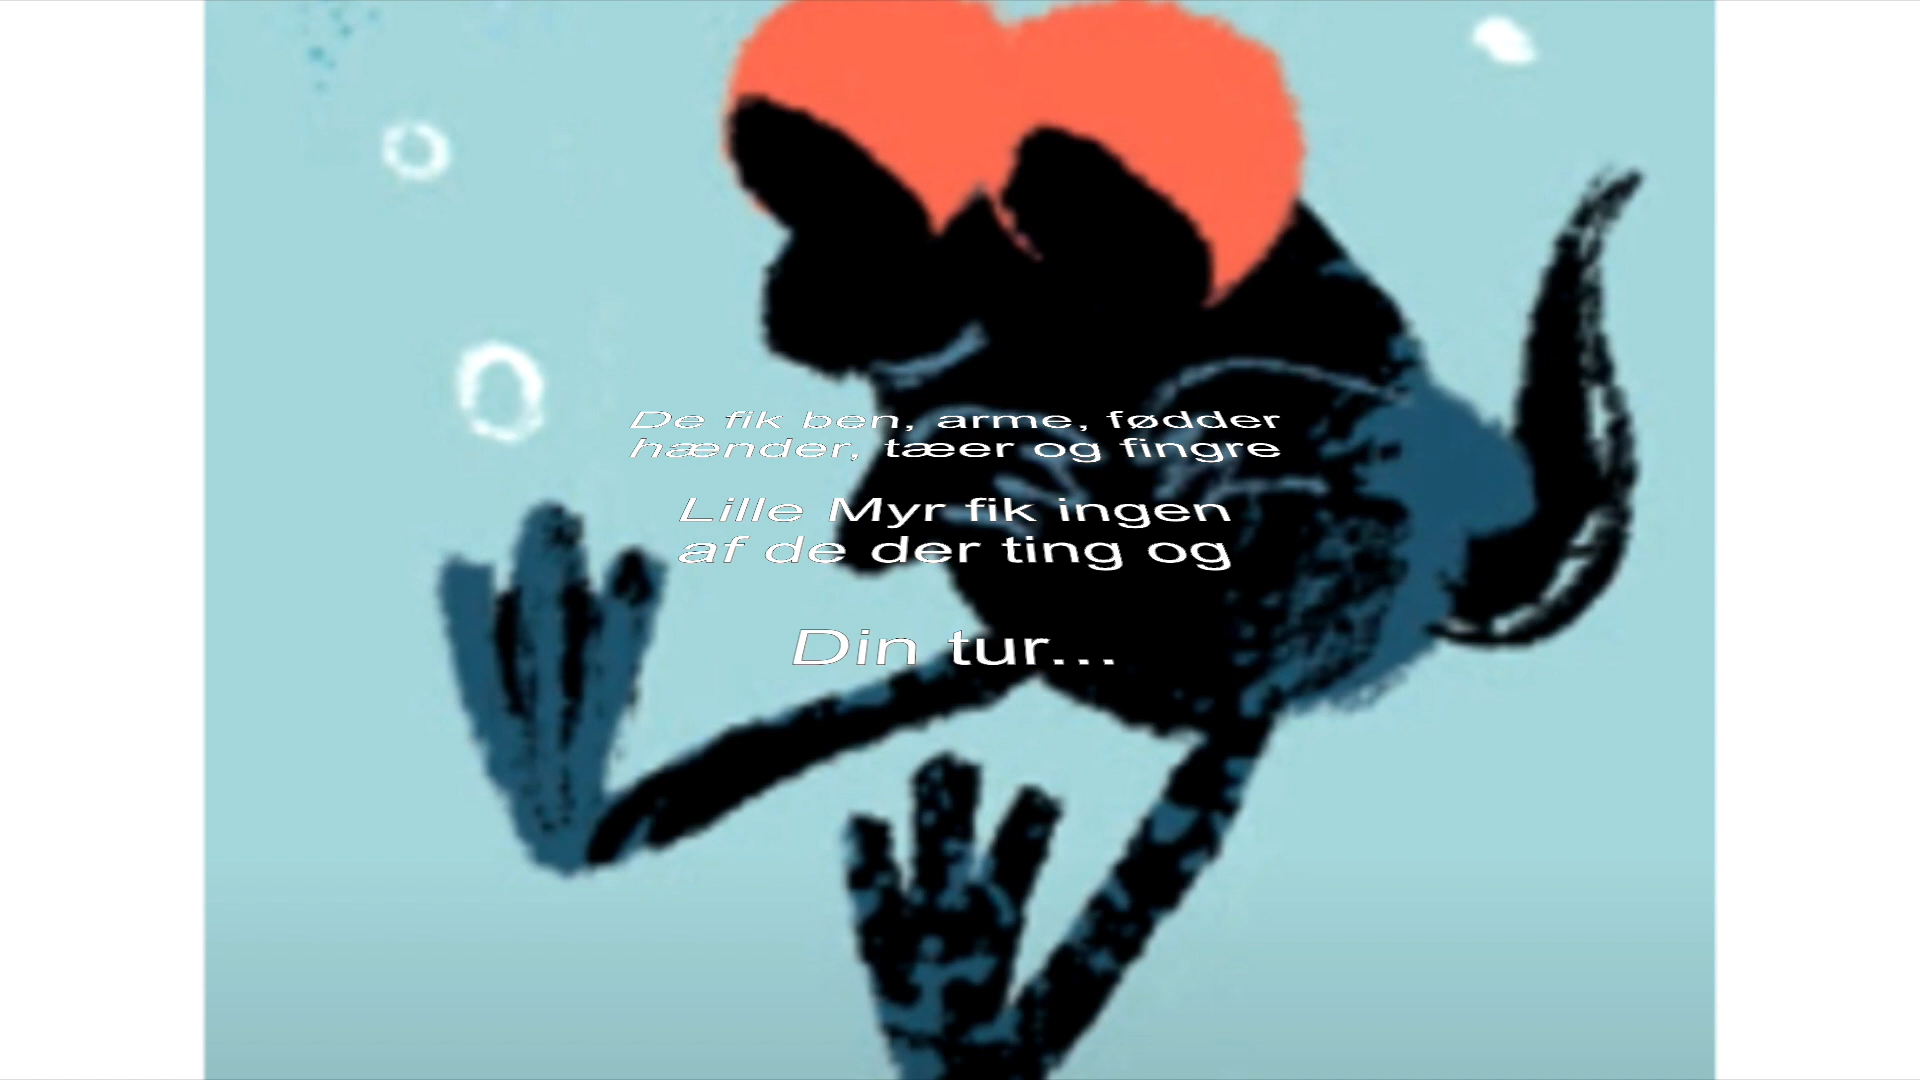 De fik ben, arme, fødder
hænder, tæer og fingre
Lille Myr fik ingen
af de der ting og
Din tur...